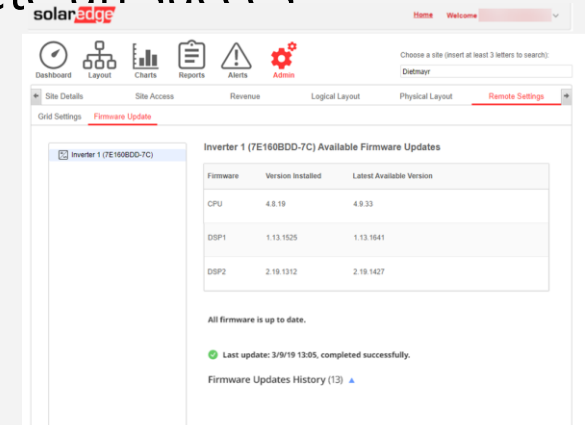 solaredge
Home Welcome
Dashboard Layout Charts Reports Alerts Admin
Choose a site (insert at least 3 letters to search):
Dietmayr
Site Details Site Access Revenue Logical Layout Physical Layout Remote Settings
Grid Settings Firmware Update
Inverter 1 (7E160BDD-7C)
Inverter 1 (7E160BDD-7C) Available Firmware Updates
Firmware Version Installed Latest Available Version
CPU 4.8.19 4.9.33
DSP1 1.13.1525 1.13.1641
DSP2 2.19.1312 2.19.1427
All firmware is up to date.
Last update: 3/9/19 13:05, completed successfully.
Firmware Updates History (13)